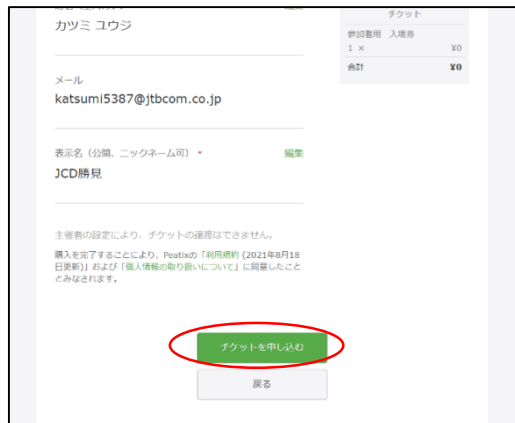 編集
カツミ ユウジ
メール
katsumi5387@jtbcom.co.jp
表示名（公開、ニックネーム可） • 編集
JCD勝見
主催者の設定により、チケットの譲渡はできません。
購入を完了することにより、Peatixの「利用規約 (2021年8月18
日更新)」および「個人情報の取り扱いについて」に同意したこと
とみなされます。
チケットを申し込む
戻る
チケット
参加者用 入場券
1 × ¥0
合計 ¥0